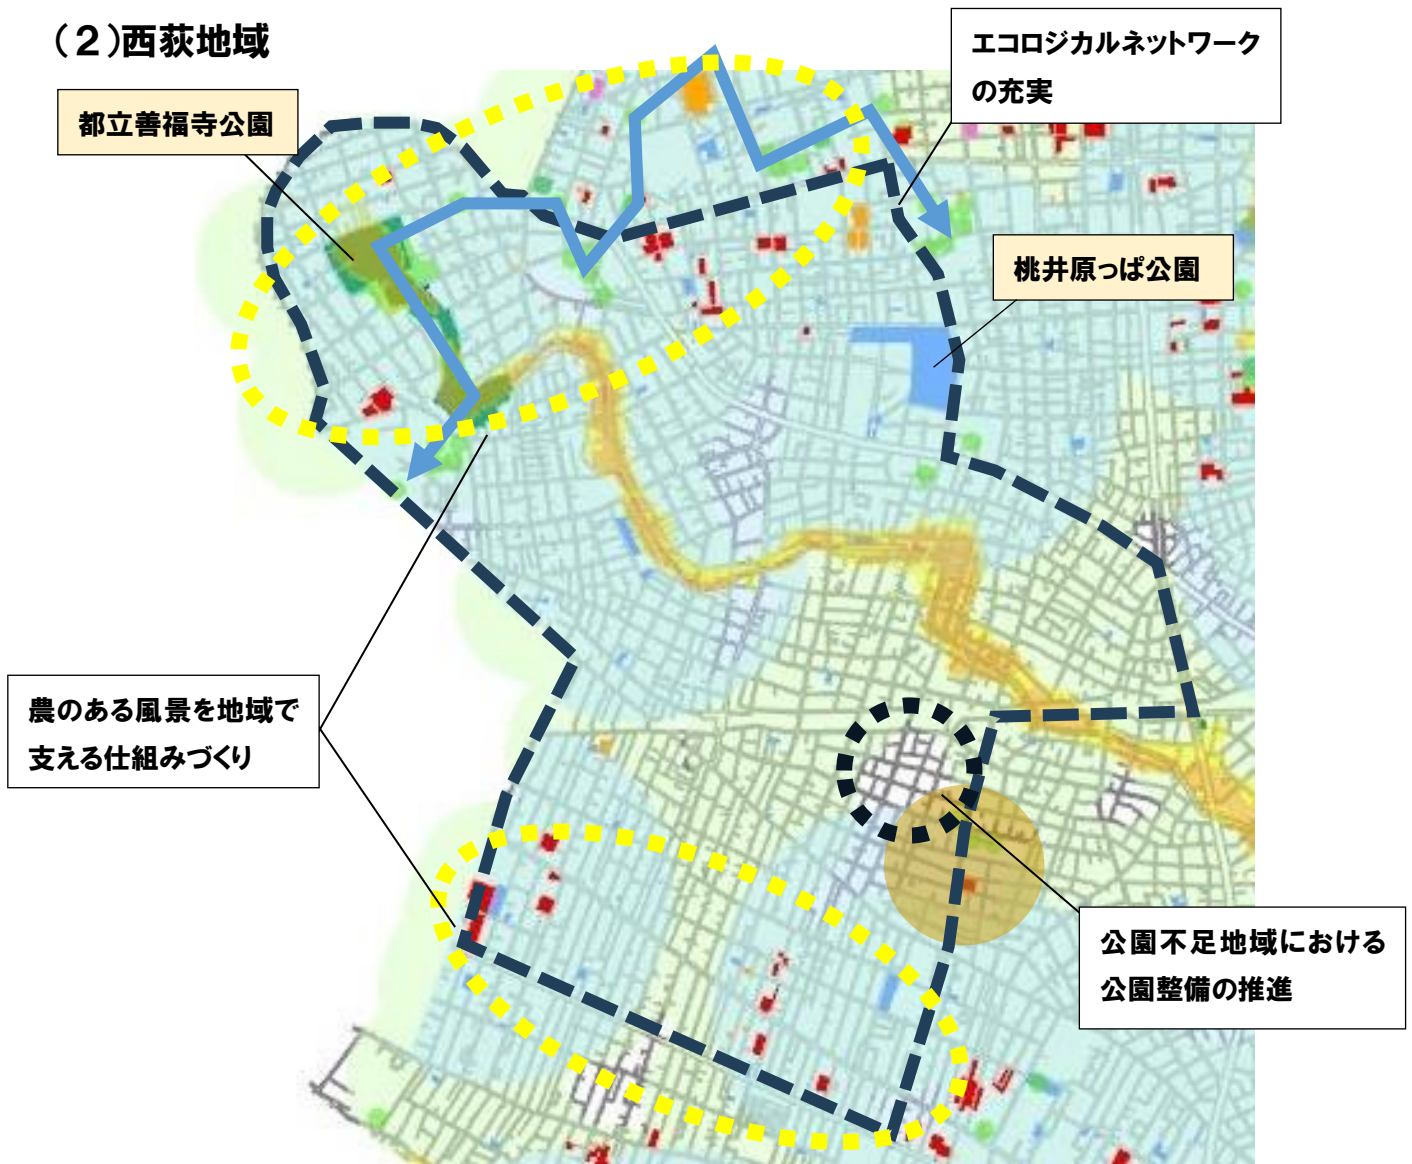 （２）西荻地域
エコロジカルネットワーク
の充実
都立善福寺公園
桃井原っぱ公園
農のある風景を地域で
支える仕組みづくり
公園不足地域における
公園整備の推進